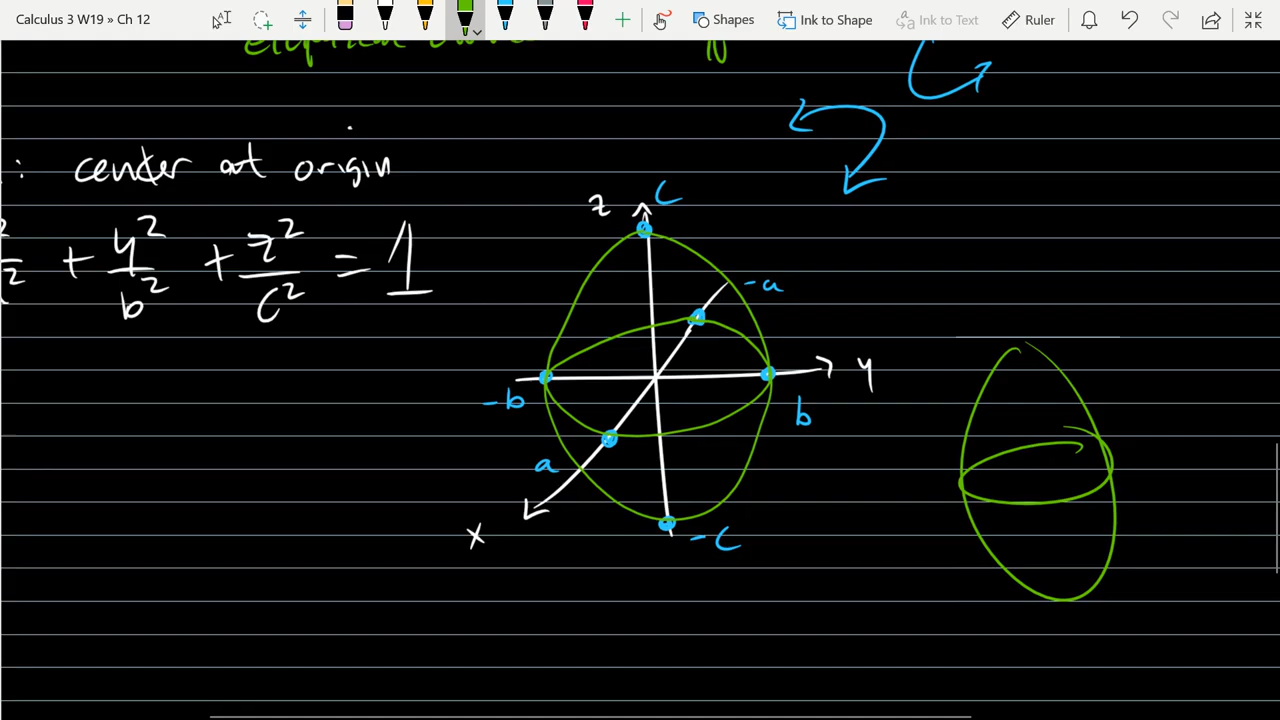 Calculus 3 W19 » Ch 12
Shapes
Ink to Shape
Ink to Text
Ruler
: center at origin
+ y²/b² + z²/c² = 1
z
c
-a
y
-b
b
a
x
-c